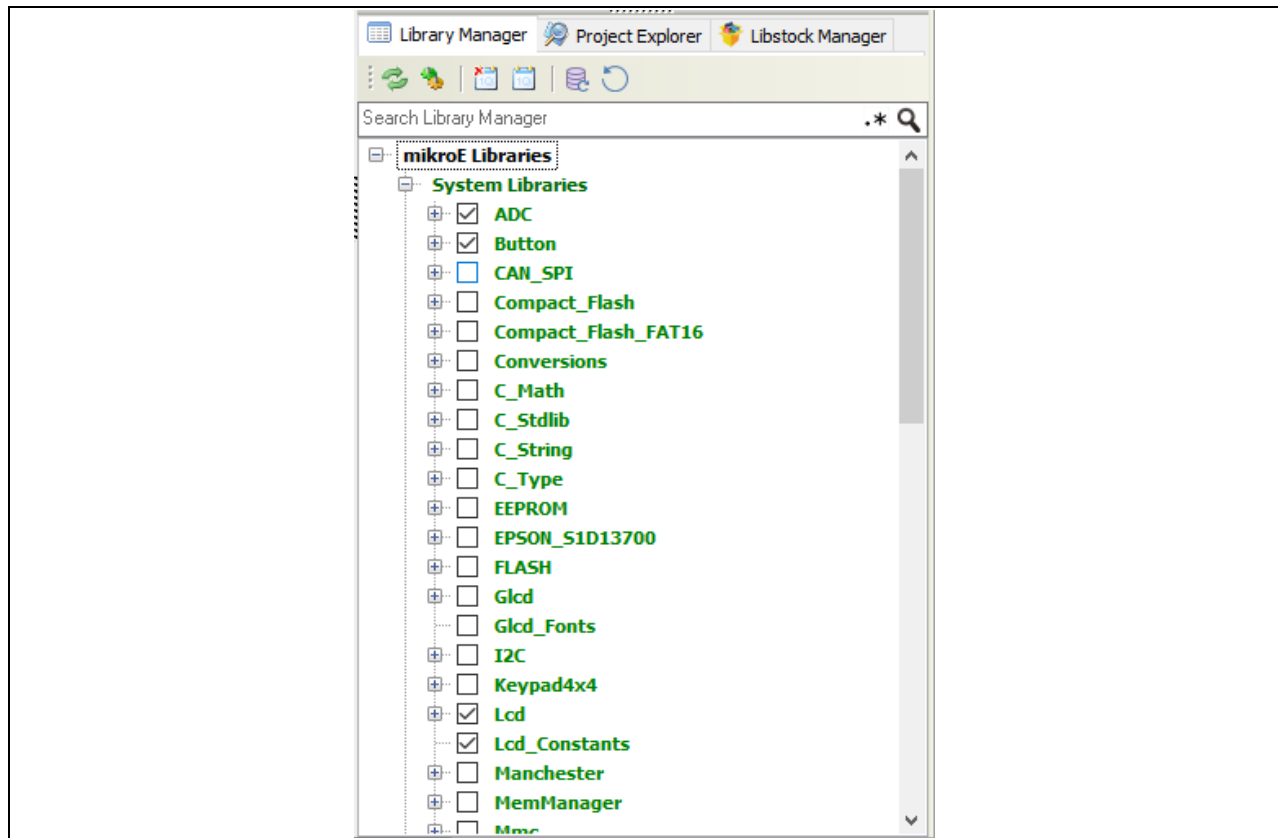 Library Manager Project Explorer Libstock Manager
Search Library Manager .*
mikroE Libraries
System Libraries
ADC
Button
CAN_SPI
Compact_Flash
Compact_Flash_FAT16
Conversions
C_Math
C_Stdlib
C_String
C_Type
EEPROM
EPSON_S1D13700
FLASH
Glcd
Glcd_Fonts
I2C
Keypad4x4
Lcd
Lcd_Constants
Manchester
MemManager
Mmc